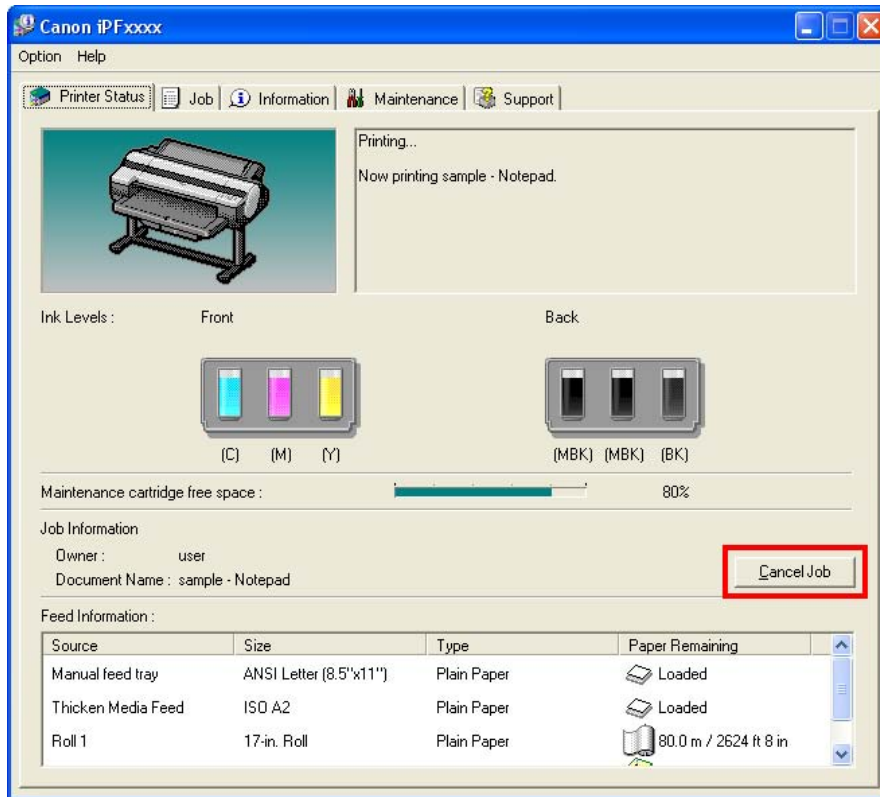 Canon iPFxxxx
Option Help
Printer Status Job Information Maintenance Support
Printing...
Now printing sample - Notepad.
Ink Levels : Front Back
(C) (M) (Y) (MBK) (MBK) (BK)
Maintenance cartridge free space : 80%
Job Information
Owner : user
Document Name : sample - Notepad
Cancel Job
Feed Information :
Source Size Type Paper Remaining
Manual feed tray ANSI Letter (8.5"x11") Plain Paper Loaded
Thicken Media Feed ISO A2 Plain Paper Loaded
Roll 1 17-in. Roll Plain Paper 80.0 m / 2624 ft 8 in